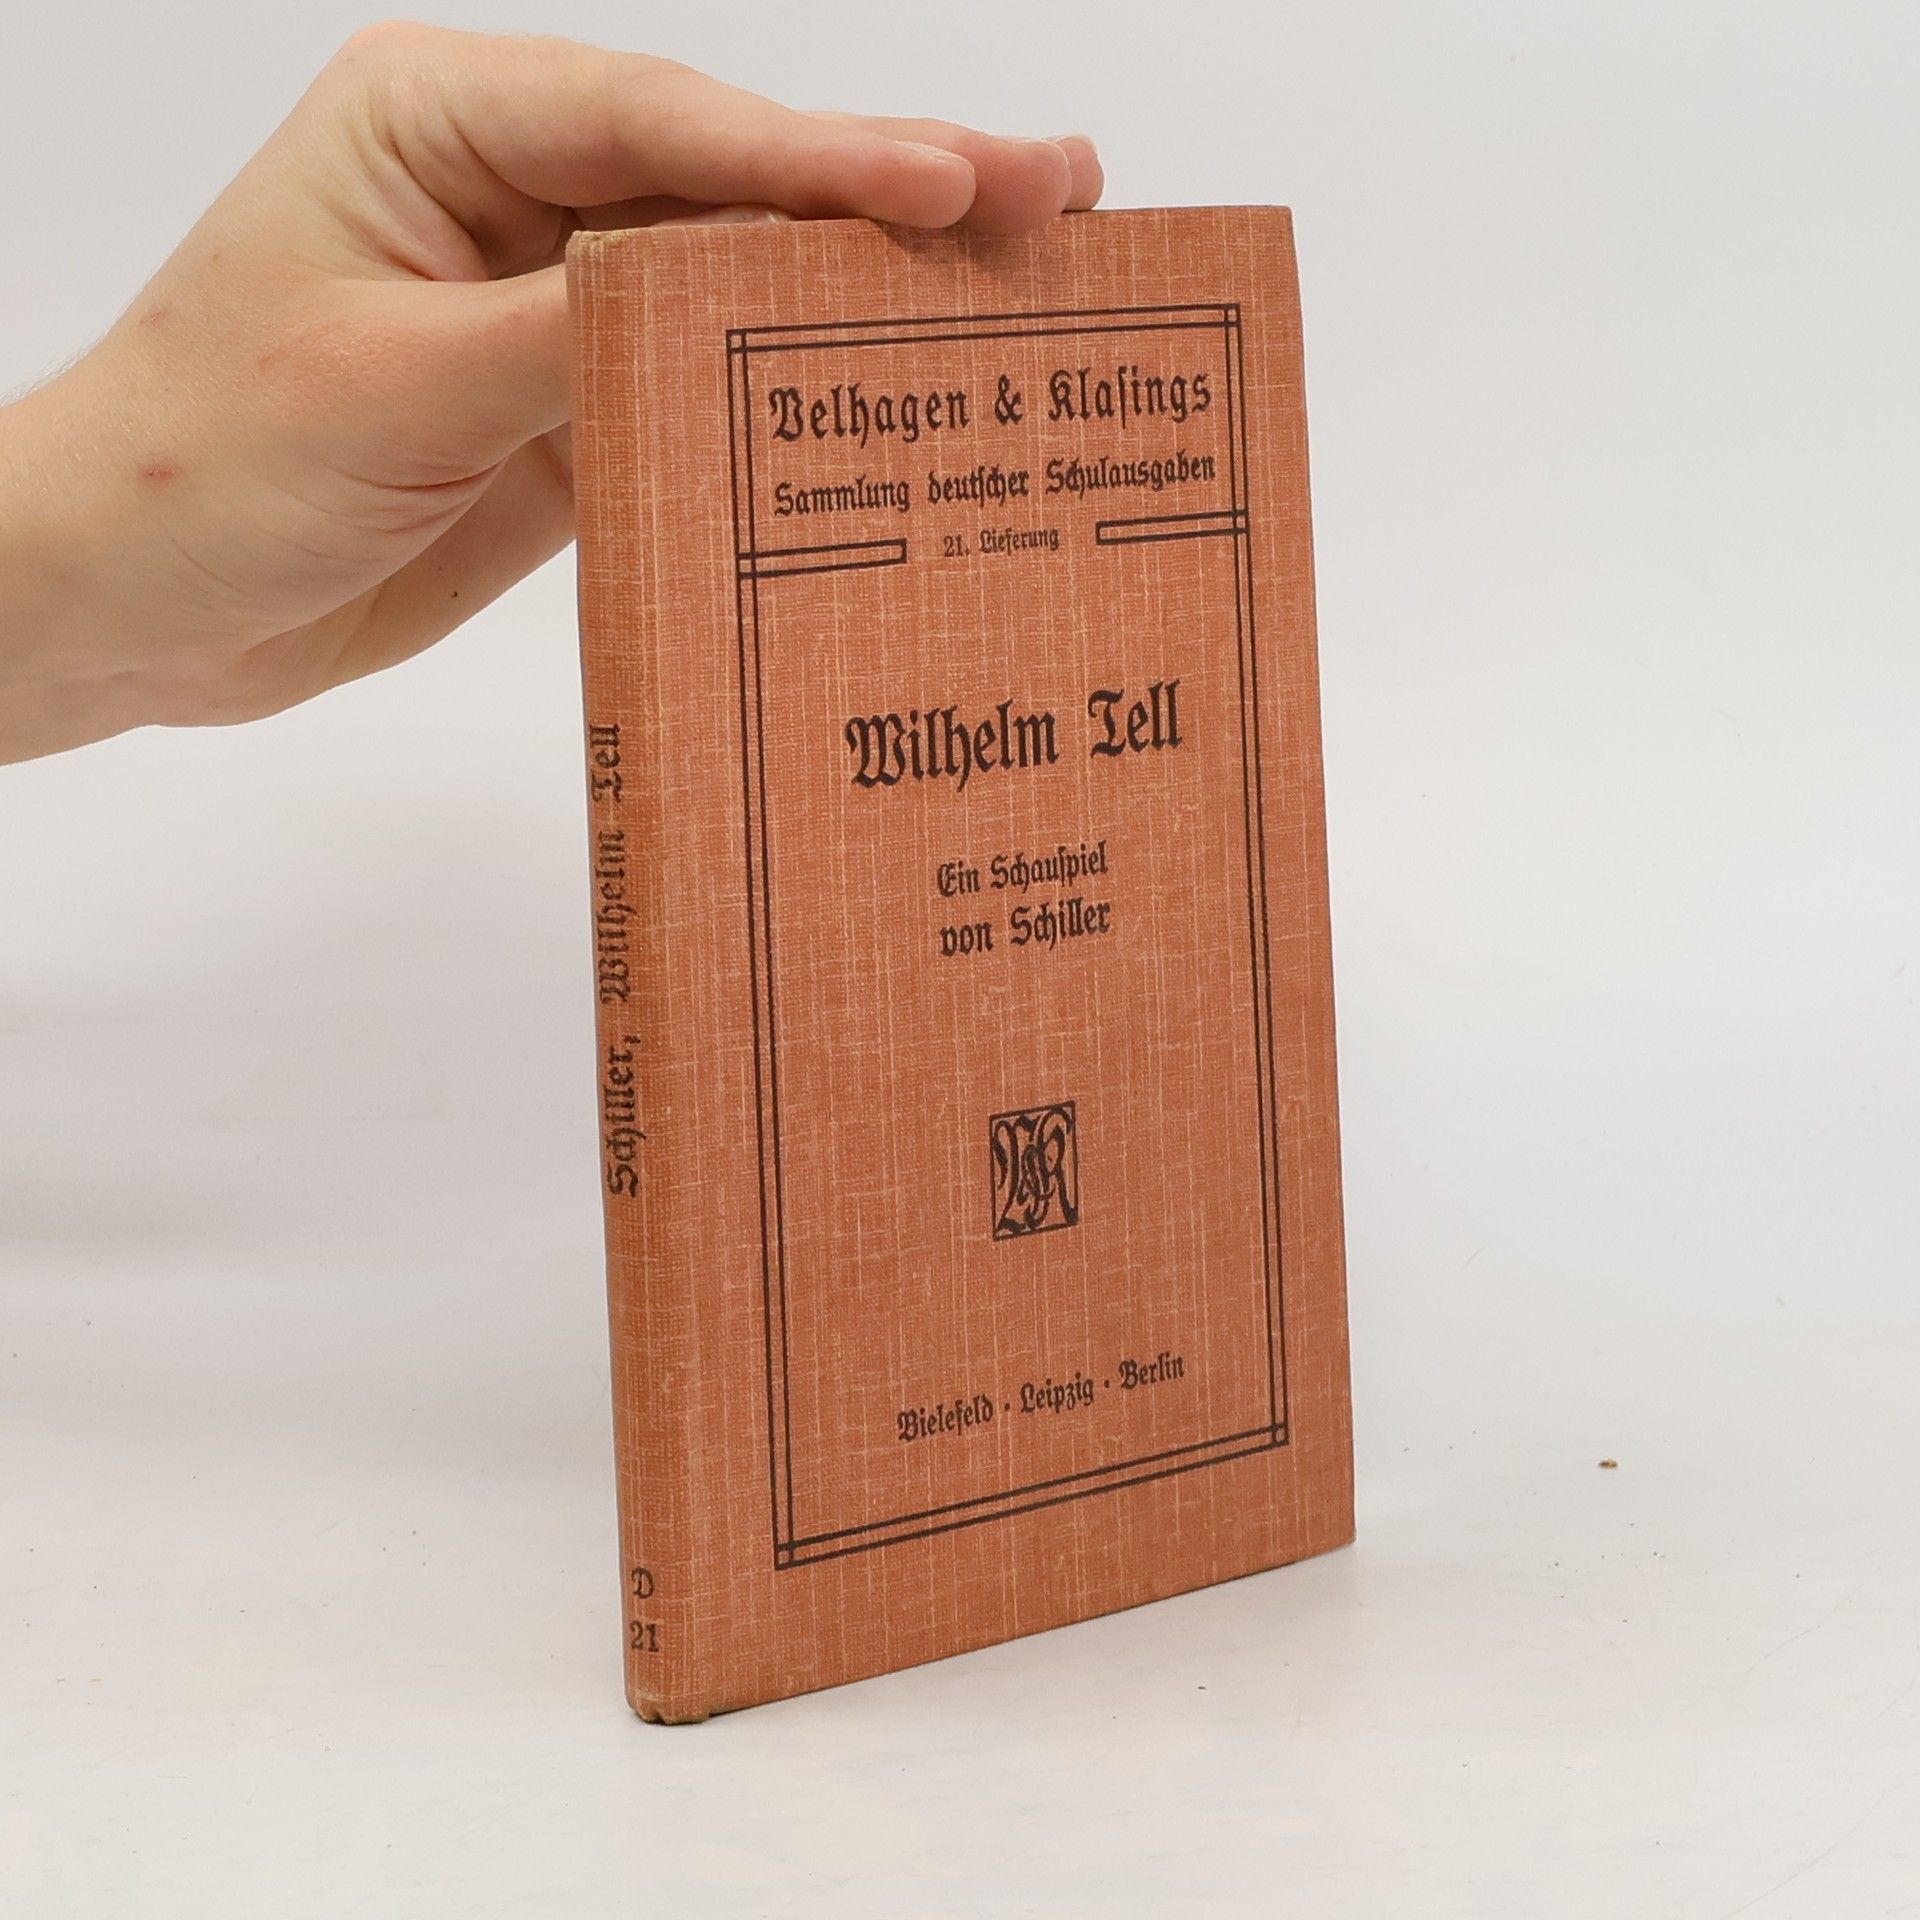 Velhagen & Klaſings
Sammlung deutſcher Schulausgaben
21. Lieferung
Wilhelm Tell
Ein Schauſpiel
von Schiller
V&K
Bielefeld · Leipzig · Berlin
Schiller, Wilhelm Tell
D
21